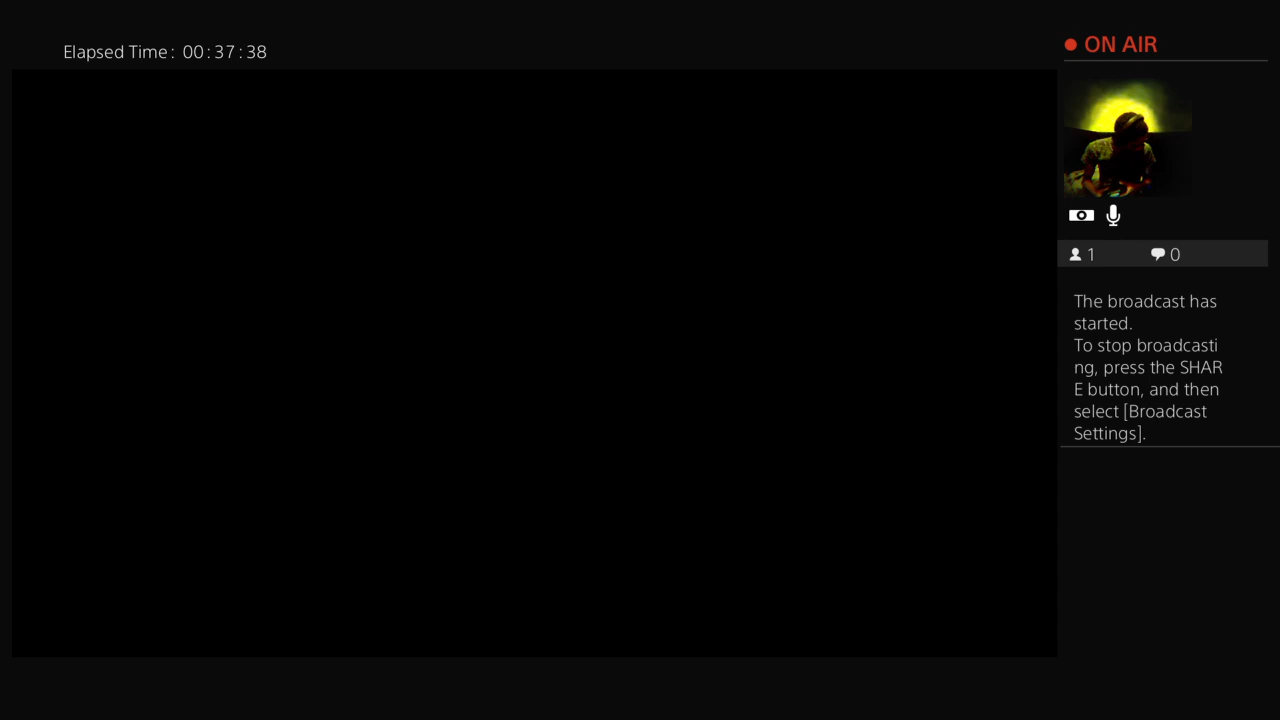 Elapsed Time: 00:37:38
ON AIR
1
0
The broadcast has
started.
To stop broadcasti
ng, press the SHAR
E button, and then
select [Broadcast
Settings].